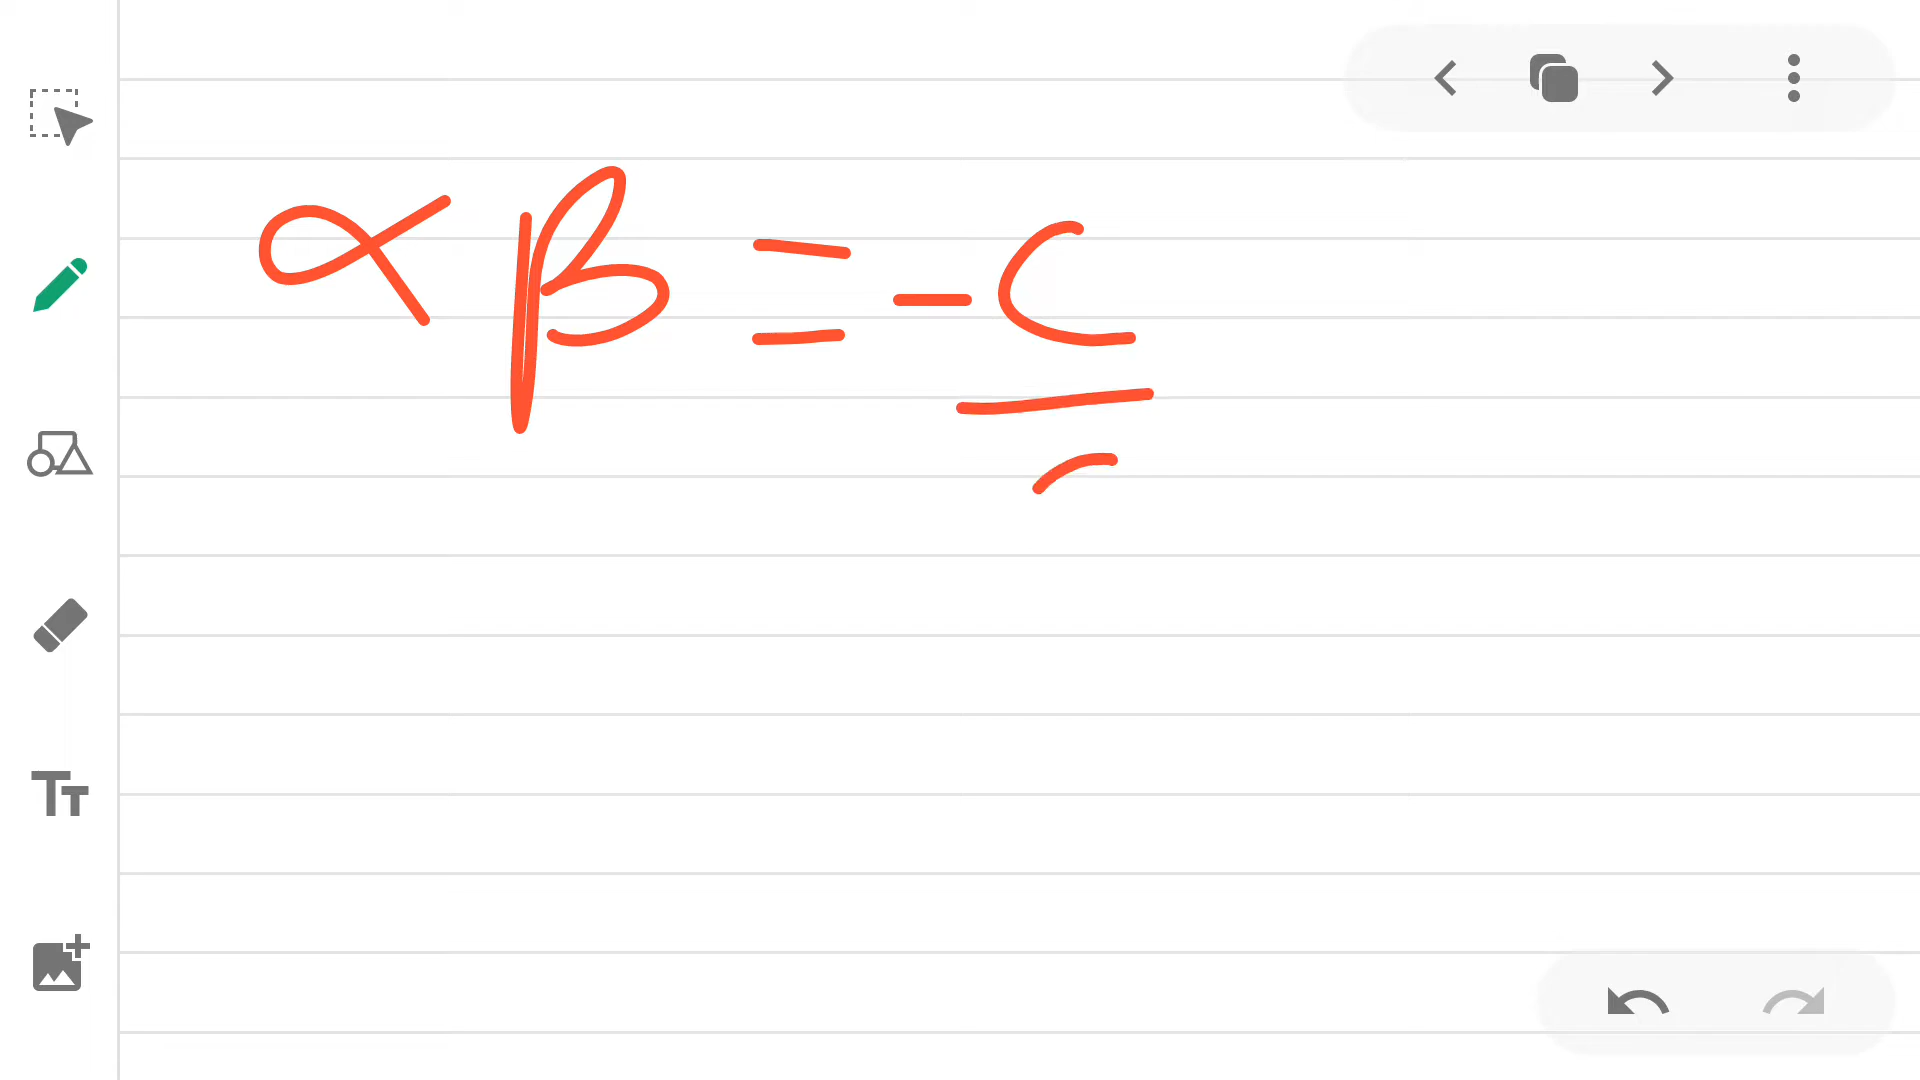 αβ = -c/